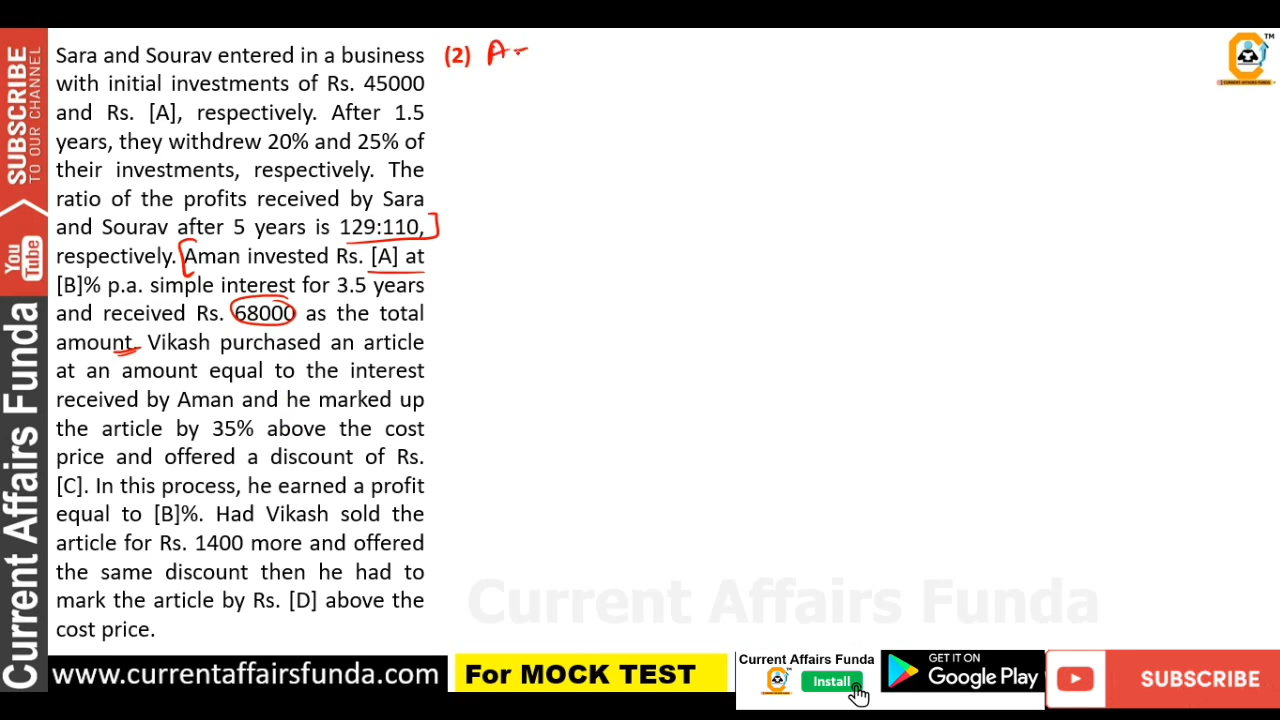 Sara and Sourav entered in a business
with initial investments of Rs. 45000
and Rs. [A], respectively. After 1.5
years, they withdrew 20% and 25% of
their investments, respectively. The
ratio of the profits received by Sara
and Sourav after 5 years is 129:110,
respectively. Aman invested Rs. [A] at
[B]% p.a. simple interest for 3.5 years
and received Rs. 68000 as the total
amount. Vikash purchased an article
at an amount equal to the interest
received by Aman and he marked up
the article by 35% above the cost
price and offered a discount of Rs.
[C]. In this process, he earned a profit
equal to [B]%. Had Vikash sold the
article for Rs. 1400 more and offered
the same discount then he had to
mark the article by Rs. [D] above the
cost price.
(2) A-
SUBSCRIBE
TO OUR CHANNEL
You Tube
Current Affairs Funda
Current Affairs Funda
TM
CURRENT AFFAIRS FUNDA
www.currentaffairsfunda.com
For MOCK TEST
Current Affairs Funda
Install
GET IT ON
Google Play
SUBSCRIBE